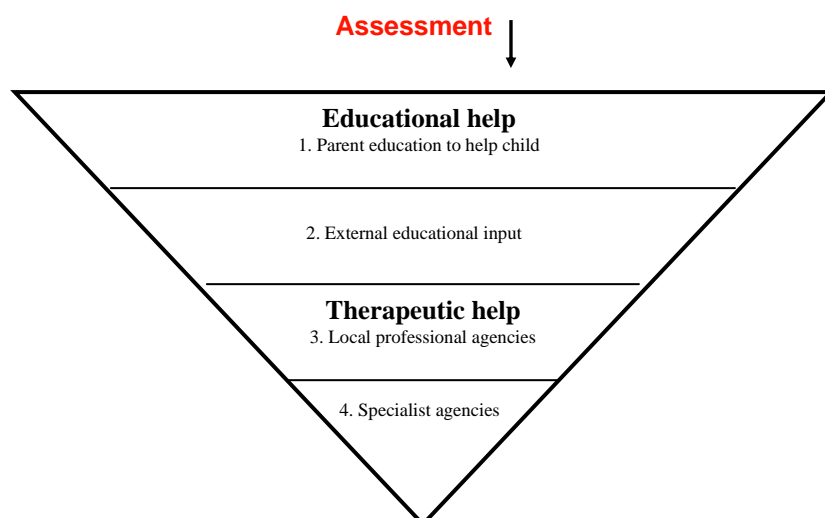 Assessment
Educational help
1. Parent education to help child
2. External educational input
Therapeutic help
3. Local professional agencies
4. Specialist agencies